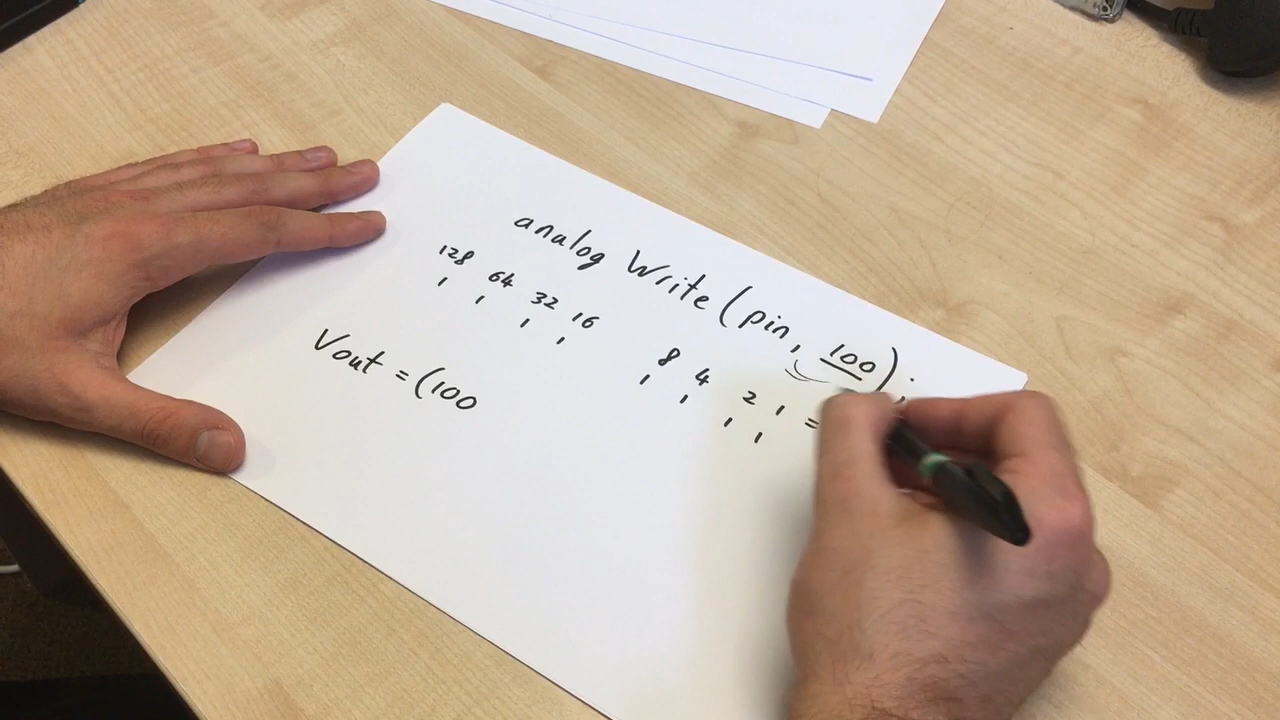 analog Write (pin, 100);
128 64 32 16 8 4 2 1
1 1 1 1 1 1 1 1 =
Vout = (100